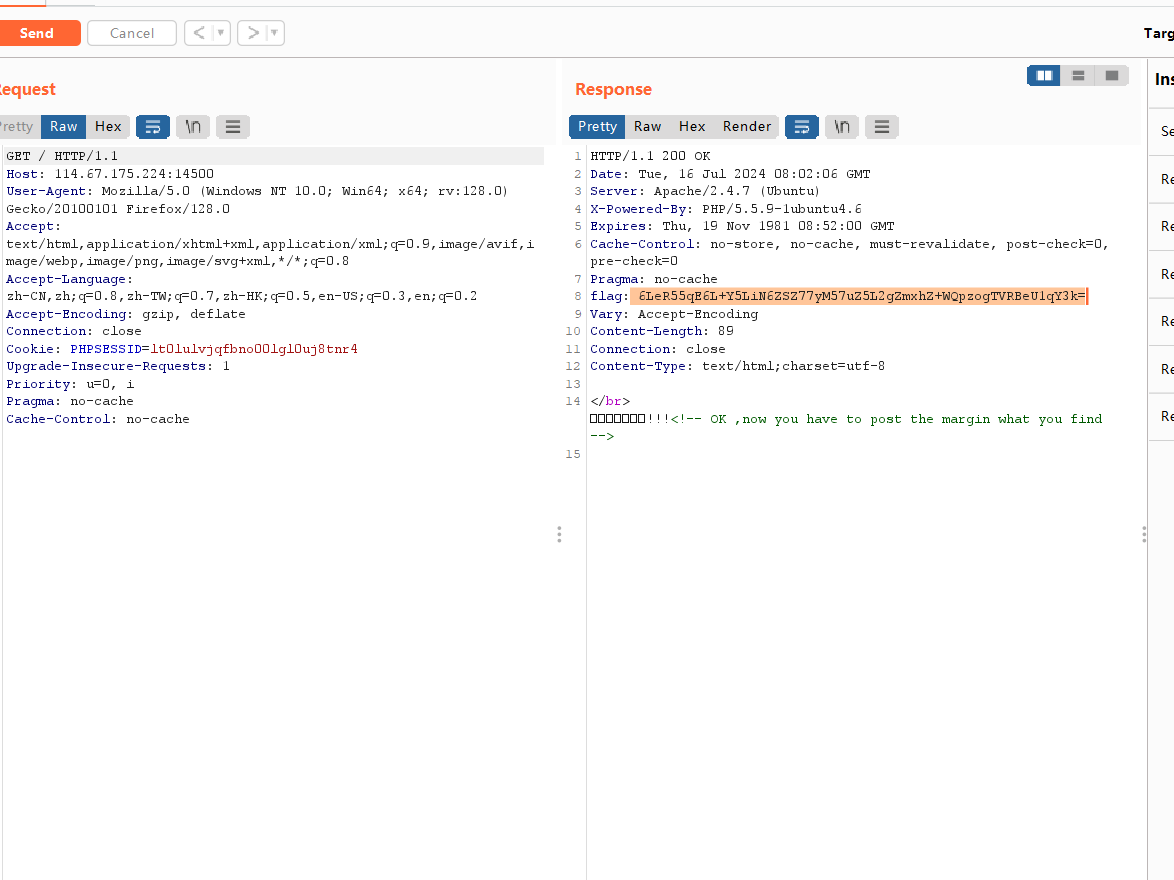 Send Cancel < > Targ
Request Response Ins
Pretty Raw Hex \n Pretty Raw Hex Render \n
GET / HTTP/1.1
Host: 114.67.175.224:14500
User-Agent: Mozilla/5.0 (Windows NT 10.0; Win64; x64; rv:128.0)
Gecko/20100101 Firefox/128.0
Accept:
text/html,application/xhtml+xml,application/xml;q=0.9,image/avif,i
mage/webp,image/png,image/svg+xml,*/*;q=0.8
Accept-Language:
zh-CN,zh;q=0.8,zh-TW;q=0.7,zh-HK;q=0.5,en-US;q=0.3,en;q=0.2
Accept-Encoding: gzip, deflate
Connection: close
Cookie: PHPSESSID=lt0lulvjqfbno00lgl0uj8tnr4
Upgrade-Insecure-Requests: 1
Priority: u=0, i
Pragma: no-cache
Cache-Control: no-cache
1 HTTP/1.1 200 OK
2 Date: Tue, 16 Jul 2024 08:02:06 GMT
3 Server: Apache/2.4.7 (Ubuntu)
4 X-Powered-By: PHP/5.5.9-1ubuntu4.6
5 Expires: Thu, 19 Nov 1981 08:52:00 GMT
6 Cache-Control: no-store, no-cache, must-revalidate, post-check=0,
pre-check=0
7 Pragma: no-cache
8 flag: 6LeR55qE6L+Y5LiN6ZSZ77yM57uZ5L2gZmxhZ+WQpzogTVRBeU1qY3k=
9 Vary: Accept-Encoding
10 Content-Length: 89
11 Connection: close
12 Content-Type: text/html;charset=utf-8
13
14 </br>
□□□□□□□!!!<!-- OK ,now you have to post the margin what you find
-->
15
Se
Re
Re
Re
Re
Re
Re